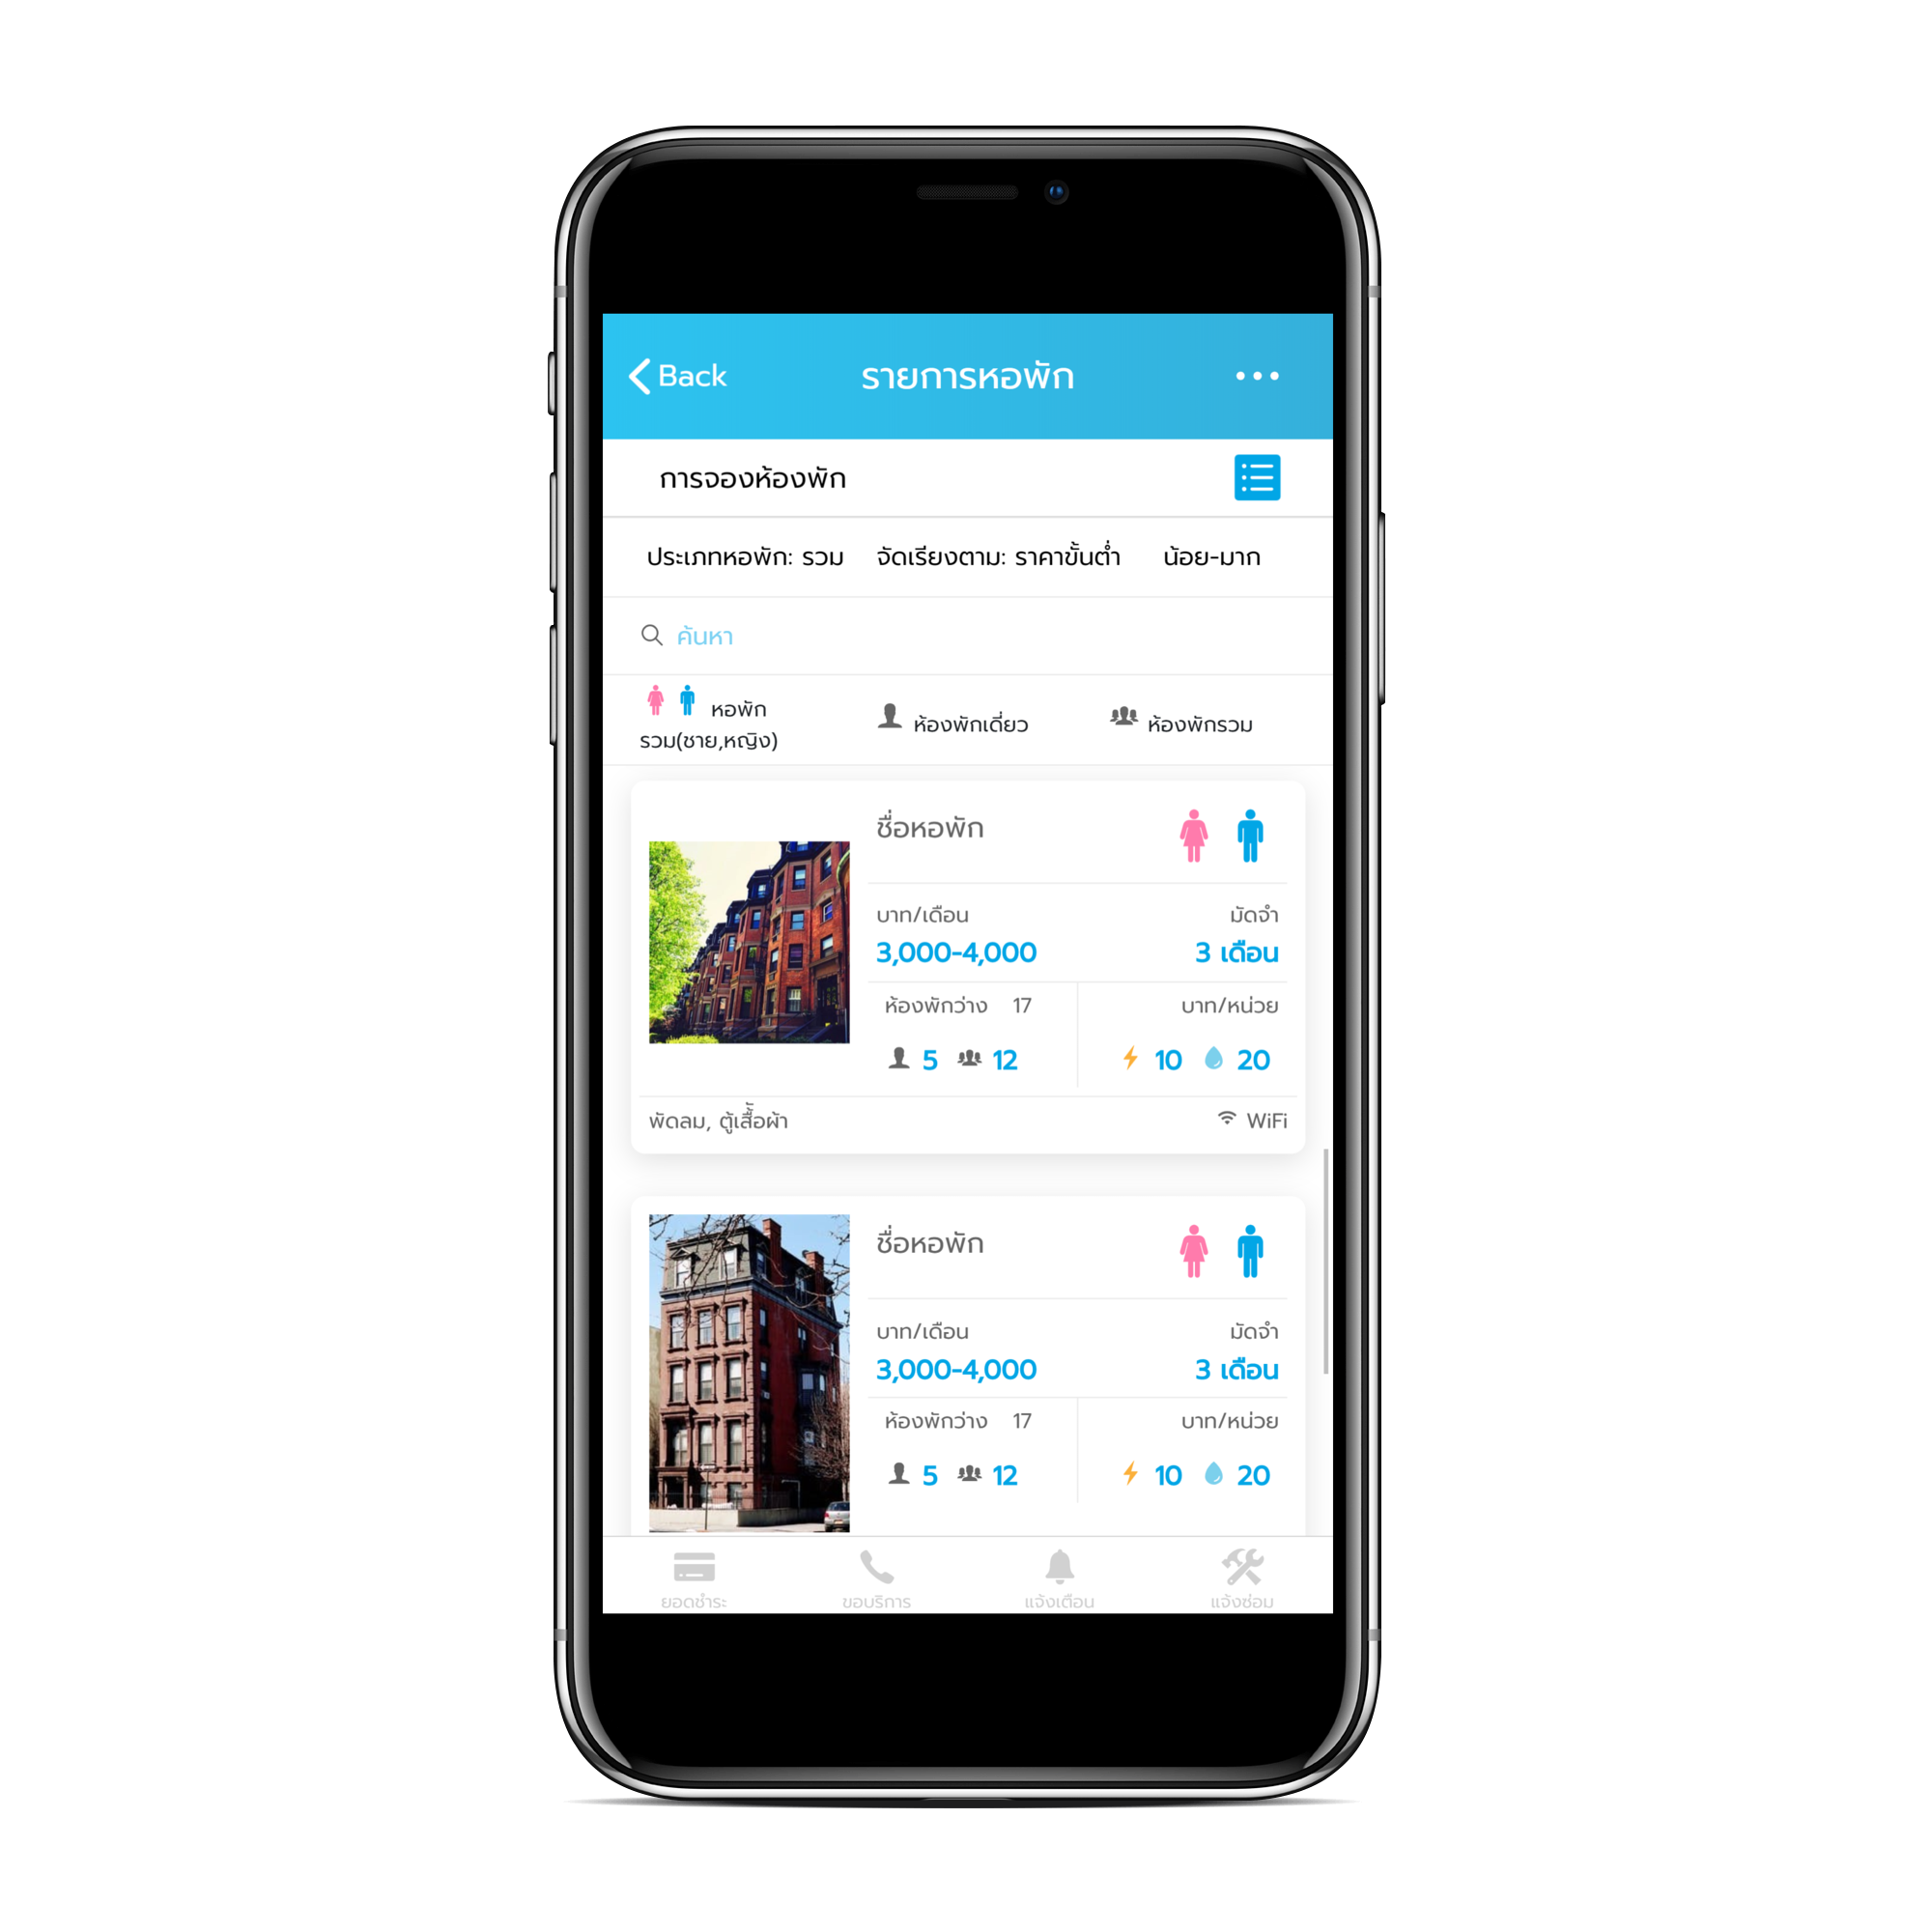 Back รายการหอพัก
การจองห้องพัก
ประเภทหอพัก: รวม จัดเรียงตาม: ราคาขั้นต่ำ น้อย-มาก
ค้นหา
หอพัก
รวม(ชาย,หญิง) ห้องพักเดี่ยว ห้องพักรวม
ชื่อหอพัก
บาท/เดือน มัดจำ
3,000-4,000 3 เดือน
ห้องพักว่าง 17 บาท/หน่วย
5 12 10 20
พัดลม, ตู้เสื้้อผ้า WiFi
ชื่อหอพัก
บาท/เดือน มัดจำ
3,000-4,000 3 เดือน
ห้องพักว่าง 17 บาท/หน่วย
5 12 10 20
ยอดชำระ ขอบริการ แจ้งเตือน แจ้งซ่อม